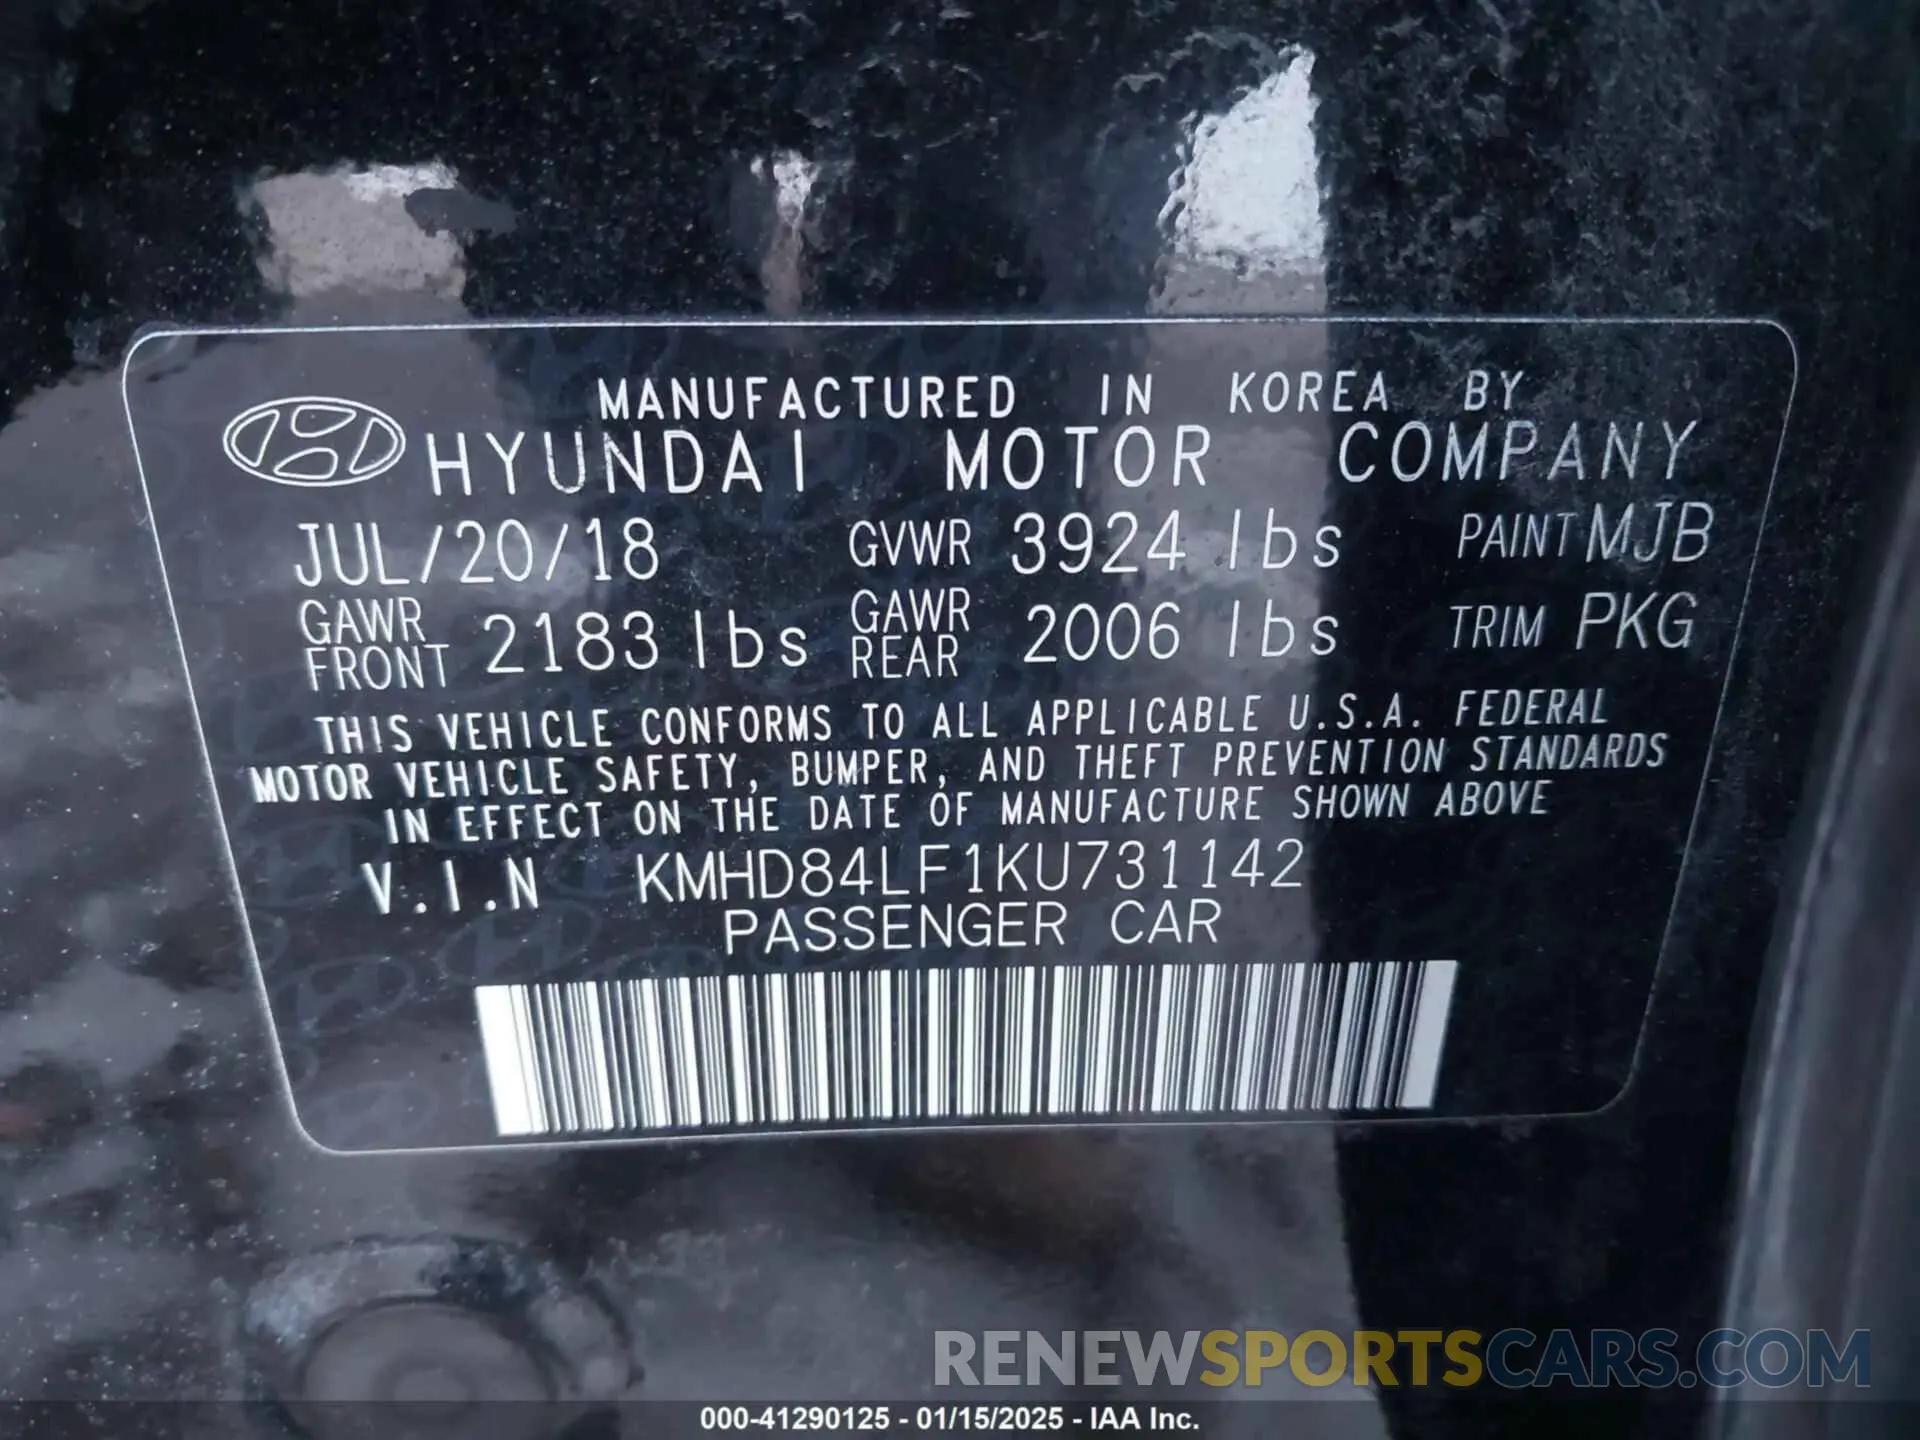 MANUFACTURED IN KOREA BY
HYUNDAI MOTOR COMPANY
JUL/20/18 GVWR 3924 lbs PAINT MJB
GAWR FRONT 2183 lbs GAWR REAR 2006 lbs TRIM PKG
THIS VEHICLE CONFORMS TO ALL APPLICABLE U.S.A. FEDERAL
MOTOR VEHICLE SAFETY, BUMPER, AND THEFT PREVENTION STANDARDS
IN EFFECT ON THE DATE OF MANUFACTURE SHOWN ABOVE
V.I.N KMHD84LF1KU731142
PASSENGER CAR
RENEWSPORTSCARS.COM
000-41290125 - 01/15/2025 - IAA Inc.